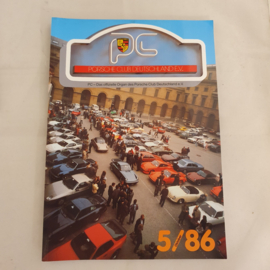 PC
PORSCHE CLUB DEUTSCHLAND e.V.
5/86